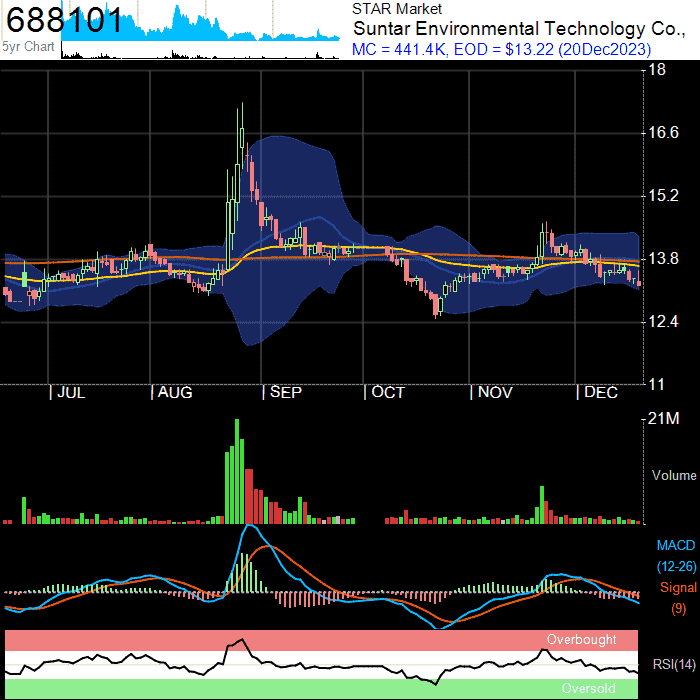 688101
5yr Chart
STAR Market
Suntar Environmental Technology Co.,
MC = 441.4K, EOD = $13.22 (20Dec2023)
18
16.6
15.2
13.8
12.4
11
| JUL | AUG | SEP | OCT | NOV | DEC
21M
Volume
MACD
(12-26)
Signal
(9)
Overbought
RSI(14)
Oversold